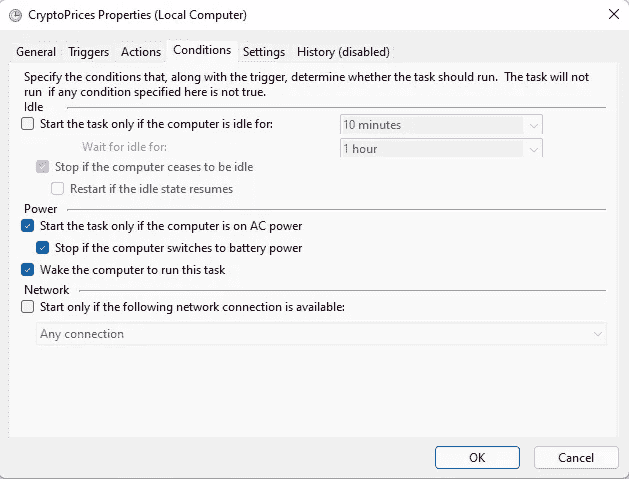 CryptoPrices Properties (Local Computer)
General Triggers Actions Conditions Settings History (disabled)
Specify the conditions that, along with the trigger, determine whether the task should run. The task will not
run if any condition specified here is not true.
Idle
Start the task only if the computer is idle for: 10 minutes
Wait for idle for: 1 hour
Stop if the computer ceases to be idle
Restart if the idle state resumes
Power
Start the task only if the computer is on AC power
Stop if the computer switches to battery power
Wake the computer to run this task
Network
Start only if the following network connection is available:
Any connection
OK Cancel